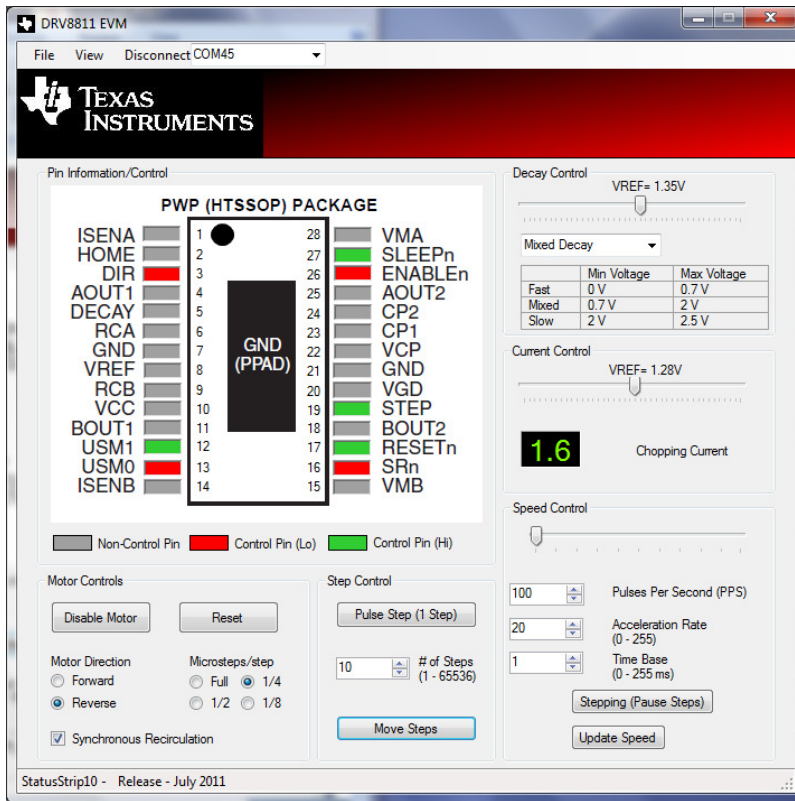 DRV8811 EVM
File View Disconnect COM45
TEXAS
INSTRUMENTS
Pin Information/Control
PWP (HTSSOP) PACKAGE
ISENA 1 28 VMA
HOME 2 27 SLEEPn
DIR 3 26 ENABLEn
AOUT1 4 25 AOUT2
DECAY 5 24 CP2
RCA 6 23 CP1
GND 7 22 VCP
VREF 8 21 GND
RCB 9 20 VGD
VCC 10 19 STEP
BOUT1 11 18 BOUT2
USM1 12 17 RESETn
USM0 13 16 SRn
ISENB 14 15 VMB
GND
(PPAD)
Non-Control Pin Control Pin (Lo) Control Pin (Hi)
Decay Control
VREF= 1.35V
Mixed Decay
Min Voltage Max Voltage
Fast 0 V 0.7 V
Mixed 0.7 V 2 V
Slow 2 V 2.5 V
Current Control
VREF= 1.28V
1.6 Chopping Current
Speed Control
100 Pulses Per Second (PPS)
20 Acceleration Rate
(0 - 255)
1 Time Base
(0 - 255 ms)
Stepping (Pause Steps)
Update Speed
Motor Controls
Disable Motor Reset
Motor Direction Microsteps/step
Forward Full 1/4
Reverse 1/2 1/8
Synchronous Recirculation
Step Control
Pulse Step (1 Step)
10 # of Steps
(1 - 65536)
Move Steps
StatusStrip10 - Release - July 2011